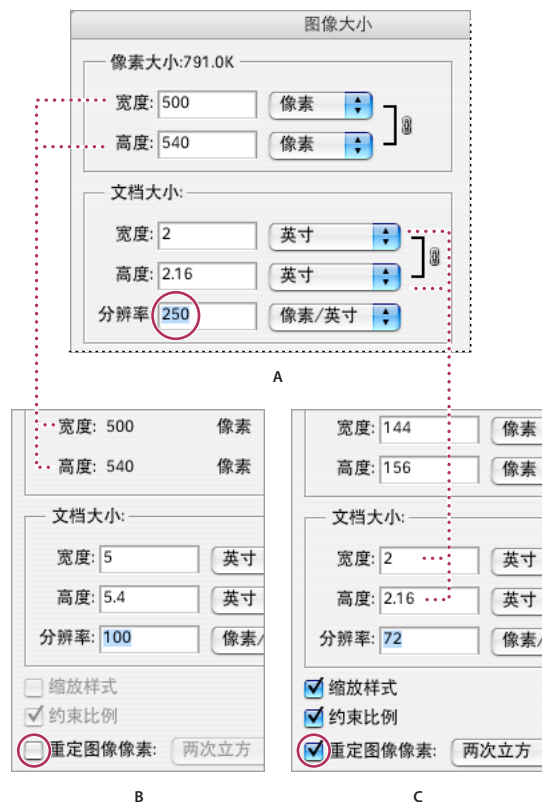 图像大小
像素大小:791.0K
宽度: 500 像素
高度: 540 像素
文档大小:
宽度: 2 英寸
高度: 2.16 英寸
分辨率: 250 像素/英寸
A
宽度: 500 像素
高度: 540 像素
文档大小:
宽度: 5 英寸
高度: 5.4 英寸
分辨率: 100 像素/
缩放样式
约束比例
重定图像像素: 两次立方
B
宽度: 144 像素
高度: 156 像素
文档大小:
宽度: 2 英寸
高度: 2.16 英寸
分辨率: 72 像素/
缩放样式
约束比例
重定图像像素: 两次立方
C